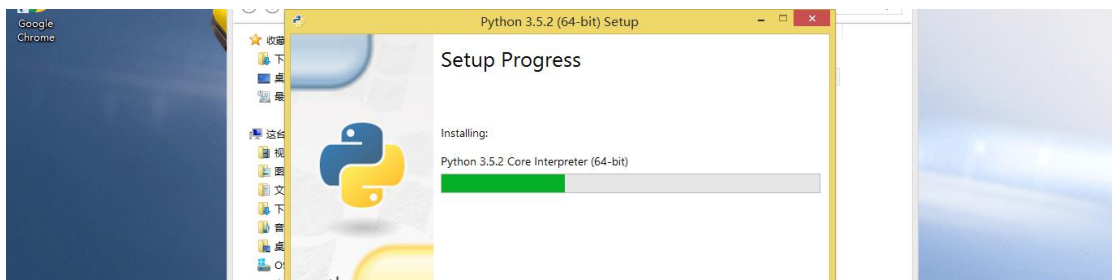 Google
Chrome
Python 3.5.2 (64-bit) Setup
收藏
下
桌
最
这台
视
图
文
下
音
桌
OS
Setup Progress
Installing:
Python 3.5.2 Core Interpreter (64-bit)